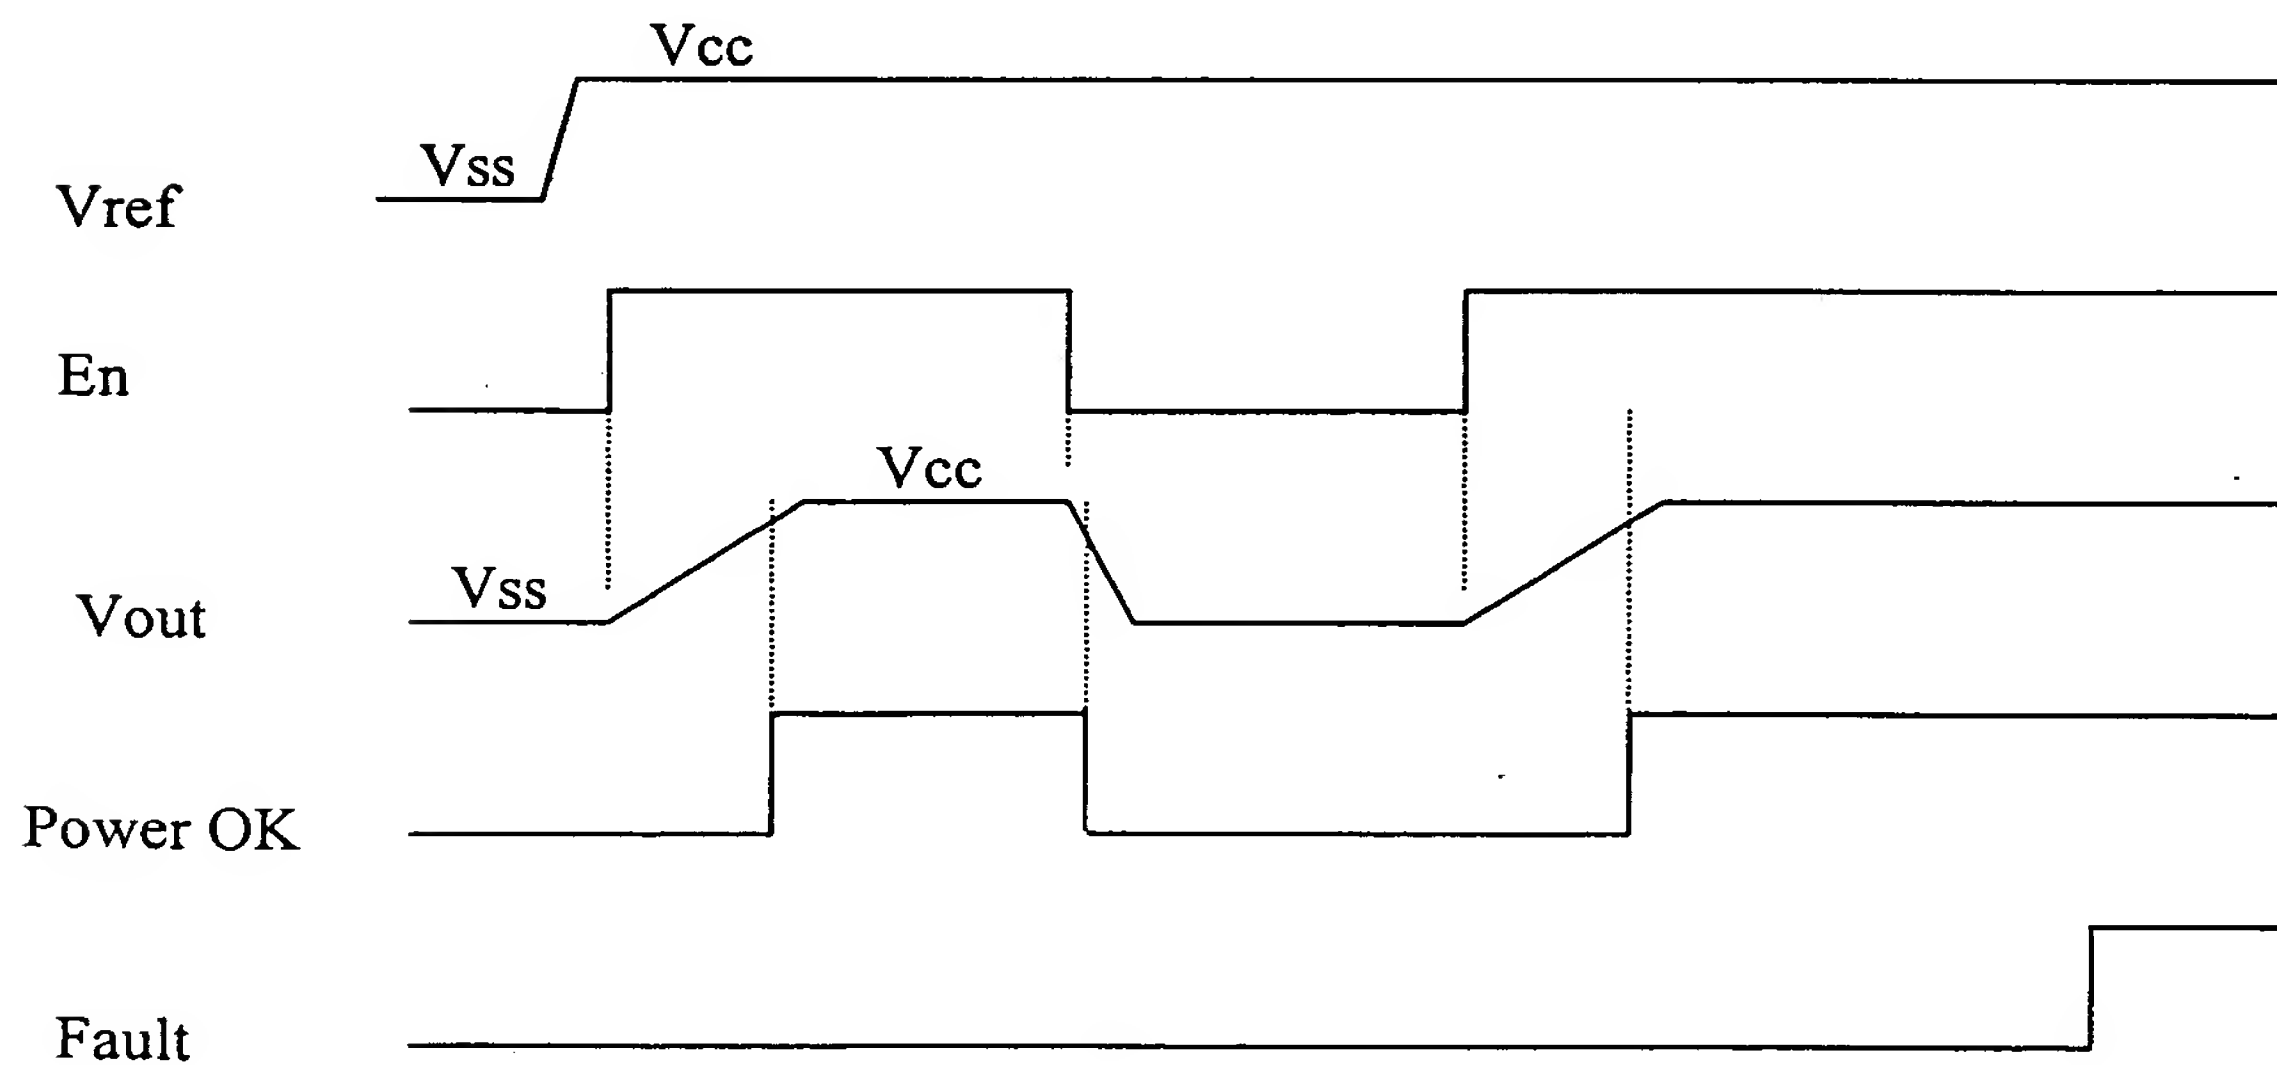 Vcc
Vss
Vref
En
Vcc
Vss
Vout
Power OK
Fault